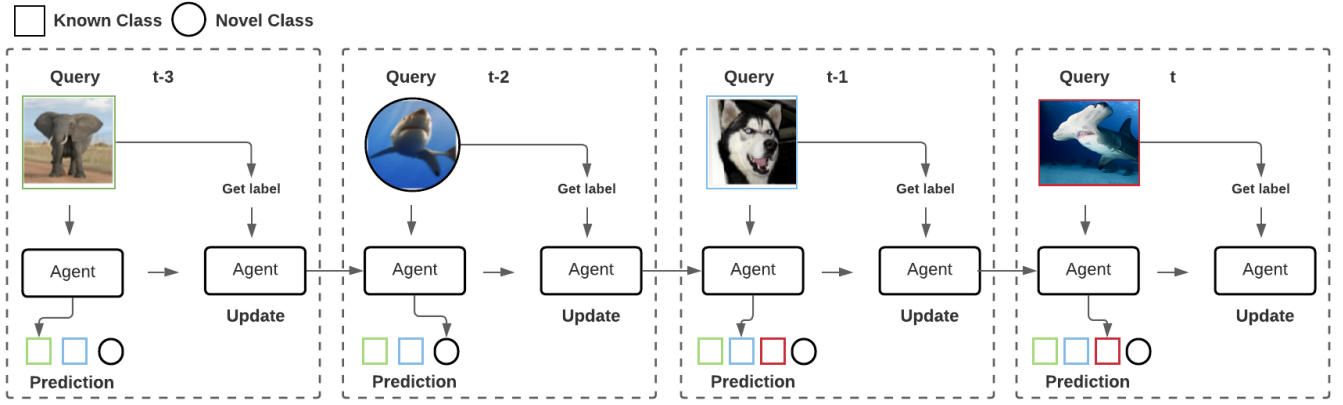 Known Class Novel Class
Query t-3
Get label
Agent Agent
Update
Prediction
Query t-2
Get label
Agent Agent
Update
Prediction
Query t-1
Get label
Agent Agent
Update
Prediction
Query t
Get label
Agent Agent
Update
Prediction